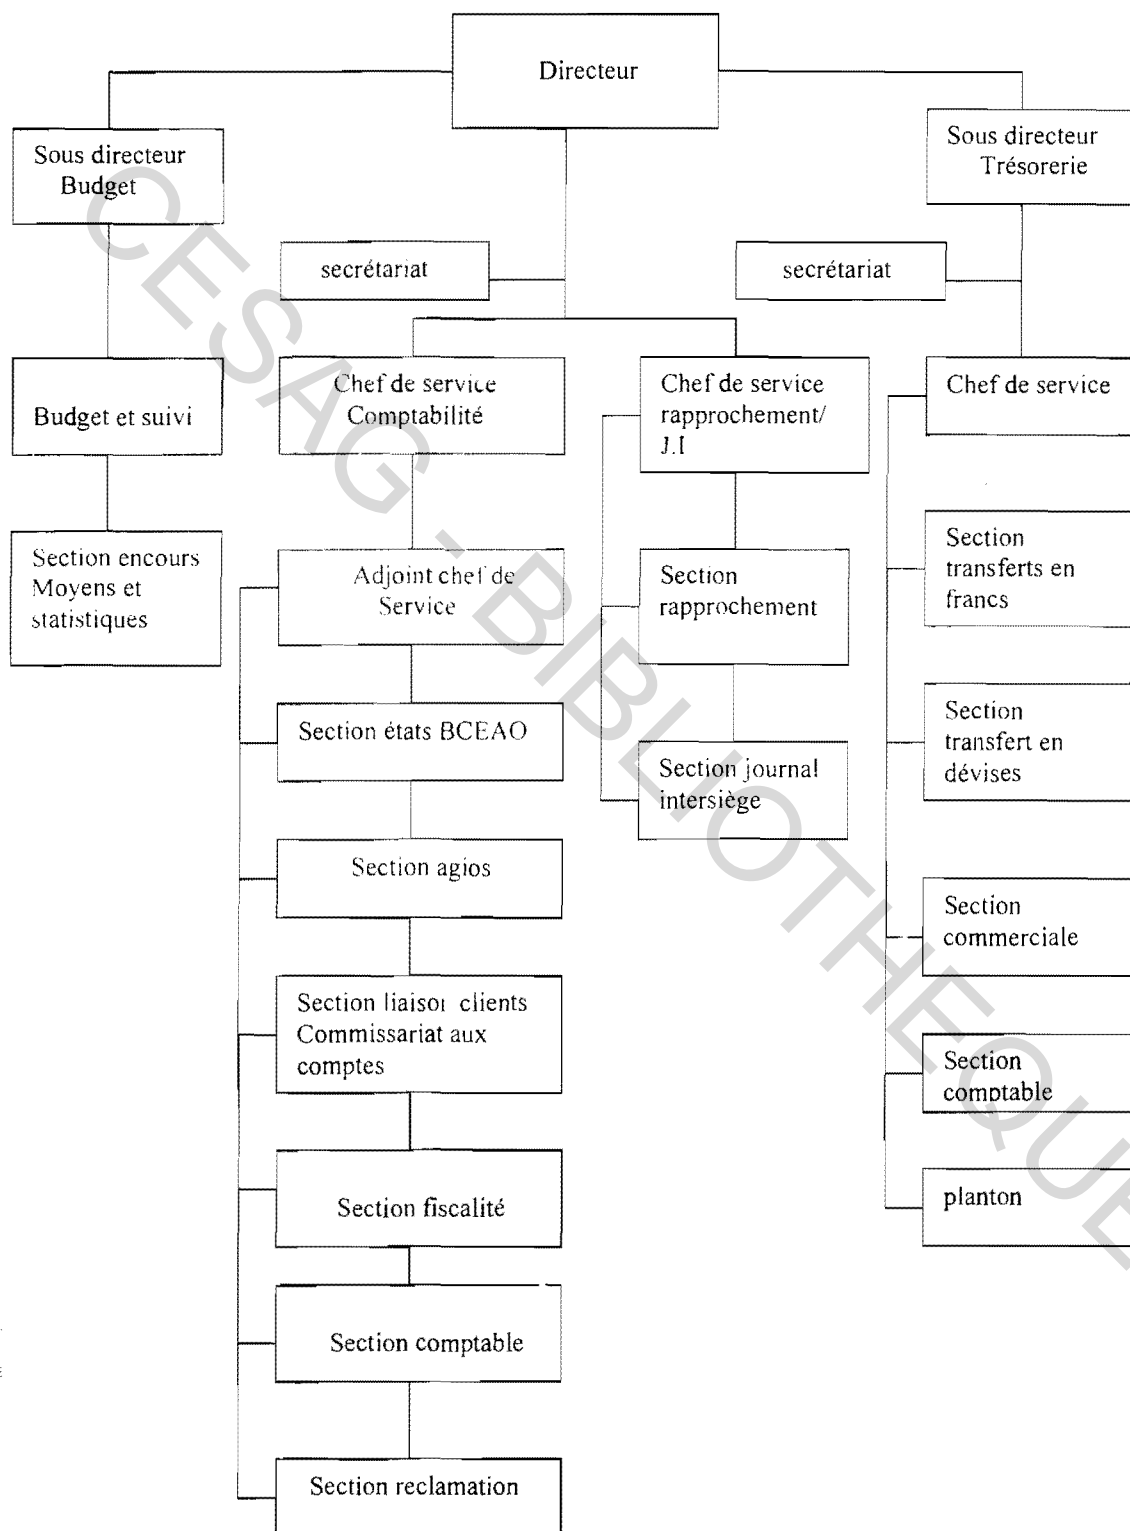 Directeur
Sous directeur
Budget
Sous directeur
Trésorerie
secrétariat
secrétariat
Budget et suivi
Chef de service
Comptabilité
Chef de service
rapprochement/
J.I
Chef de service
Section encours
Moyens et
statistiques
Adjoint chef de
Service
Section
rapprochement
Section
transferts en
francs
Section états BCEAO
Section journal
intersiège
Section
transfert en
dévises
Section agios
Section
commerciale
Section liaison clients
Commissariat aux
comptes
Section
comptable
Section fiscalité
planton
Section comptable
Section reclamation
CESAG - BIBLIOTHEQUE